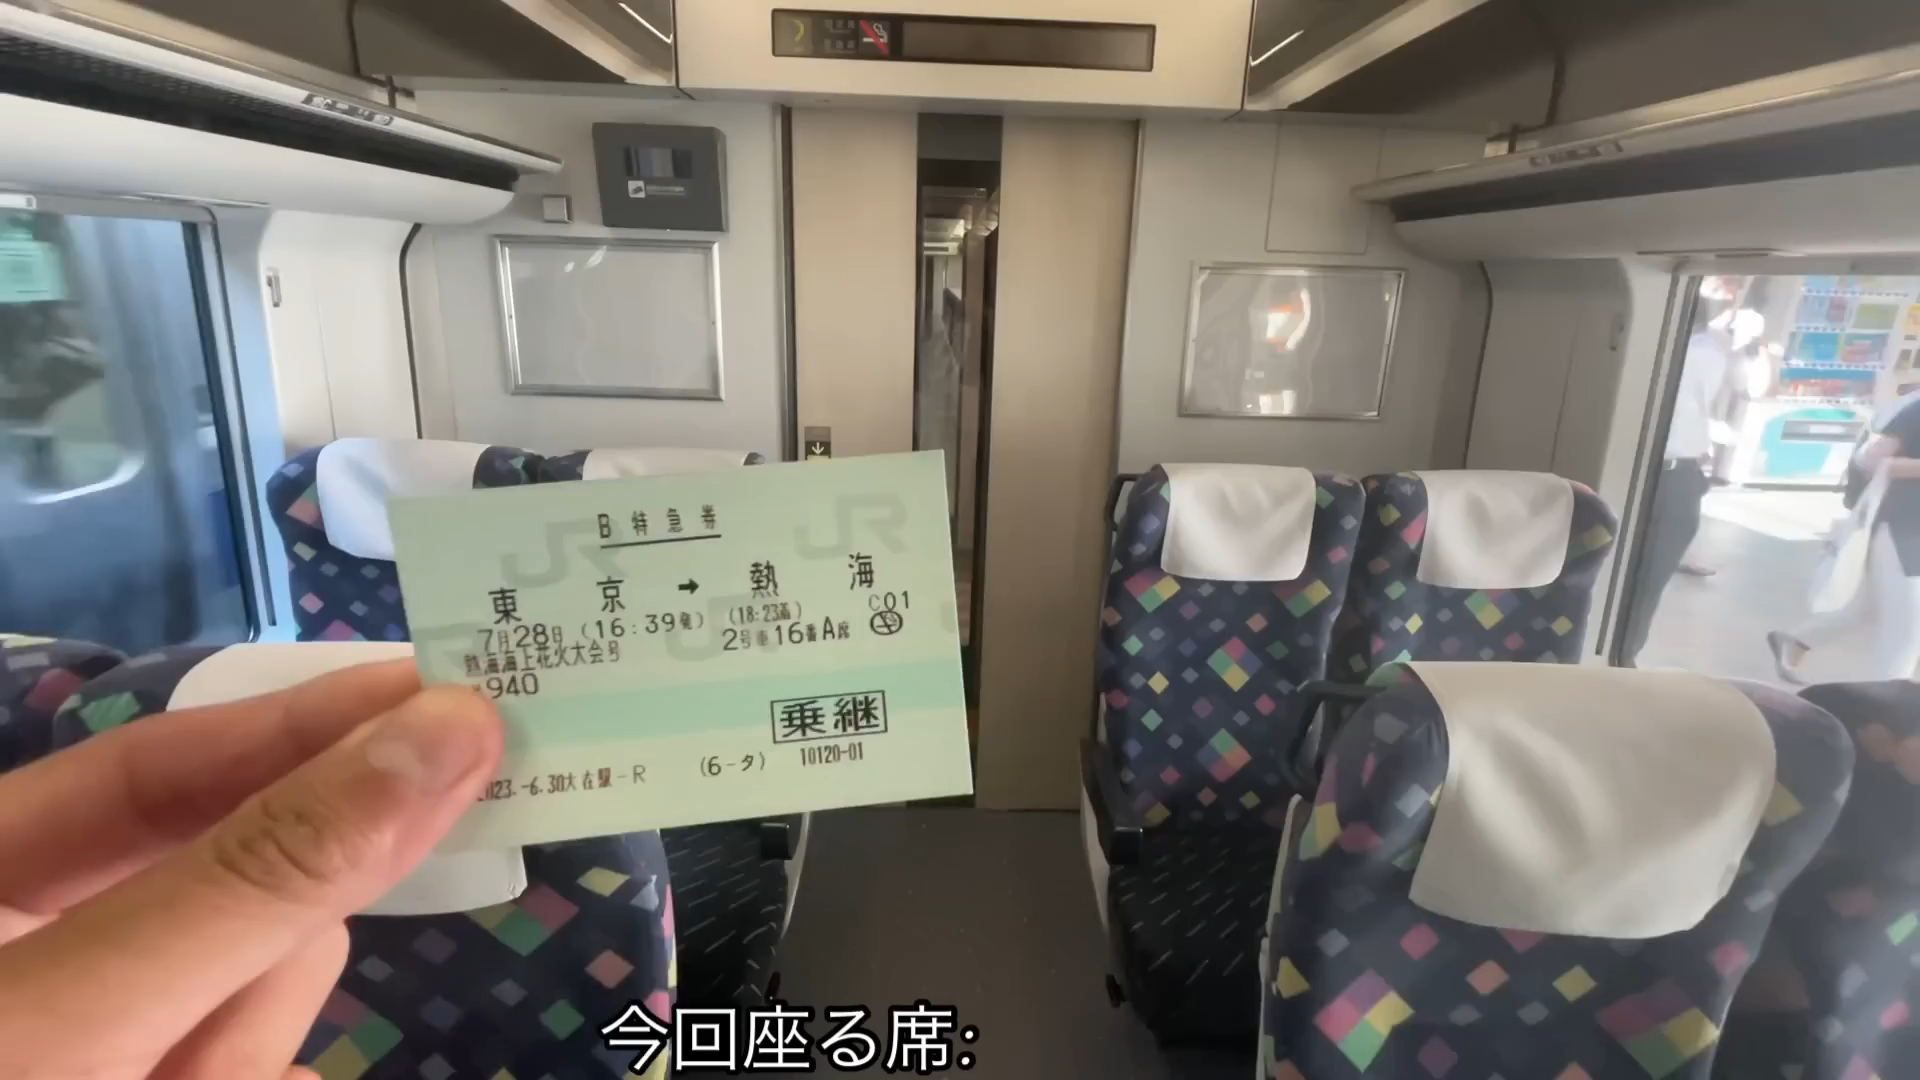 B特急券
東京➡熱海
7月28日 (16:39発) (18:23着) C01
熱海海上花火大会号 2号車16番A席
¥940
乗継
2023.-6.30大在駅-R (6-タ) 10120-01
今回座る席: